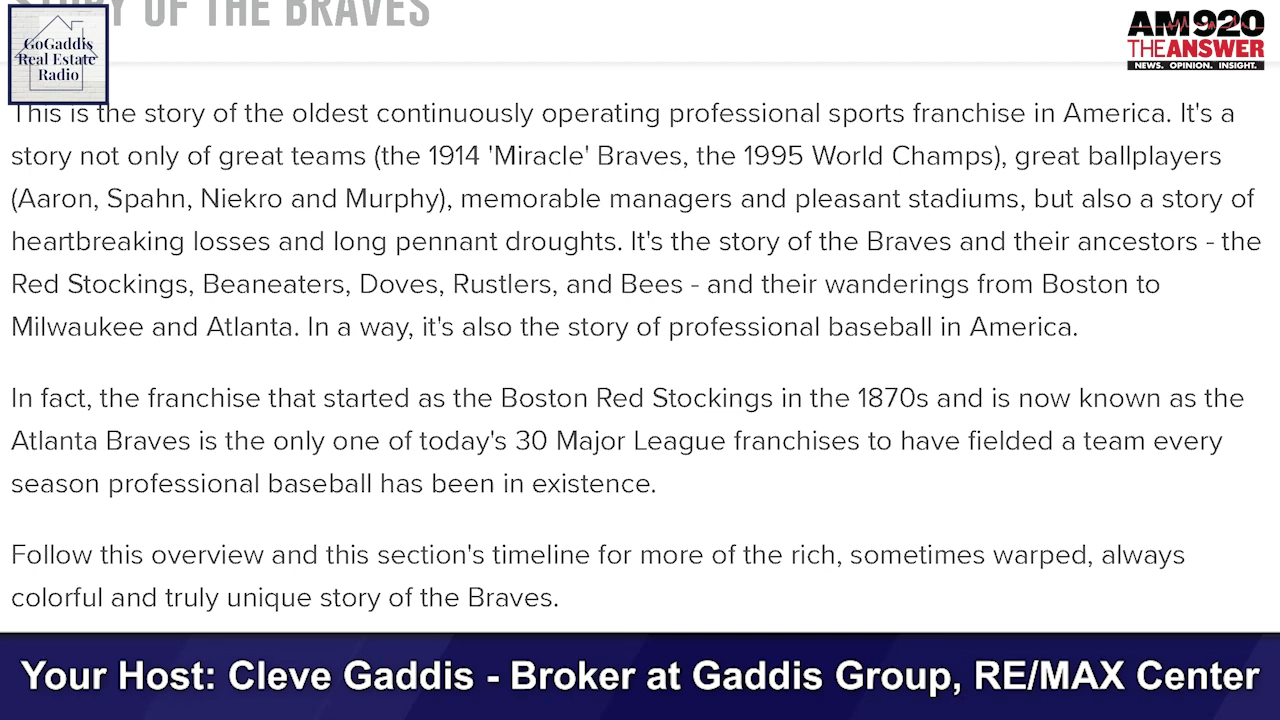 STORY OF THE BRAVES
GoGaddis
Real Estate
Radio
AM920
THE ANSWER
NEWS. OPINION. INSIGHT.
This is the story of the oldest continuously operating professional sports franchise in America. It's a
story not only of great teams (the 1914 'Miracle' Braves, the 1995 World Champs), great ballplayers
(Aaron, Spahn, Niekro and Murphy), memorable managers and pleasant stadiums, but also a story of
heartbreaking losses and long pennant droughts. It's the story of the Braves and their ancestors - the
Red Stockings, Beaneaters, Doves, Rustlers, and Bees - and their wanderings from Boston to
Milwaukee and Atlanta. In a way, it's also the story of professional baseball in America.
In fact, the franchise that started as the Boston Red Stockings in the 1870s and is now known as the
Atlanta Braves is the only one of today's 30 Major League franchises to have fielded a team every
season professional baseball has been in existence.
Follow this overview and this section's timeline for more of the rich, sometimes warped, always
colorful and truly unique story of the Braves.
Your Host: Cleve Gaddis - Broker at Gaddis Group, RE/MAX Center